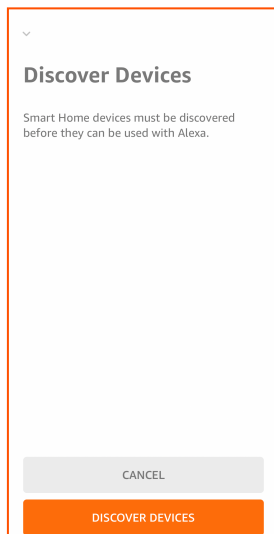 Discover Devices
Smart Home devices must be discovered
before they can be used with Alexa.
CANCEL
DISCOVER DEVICES